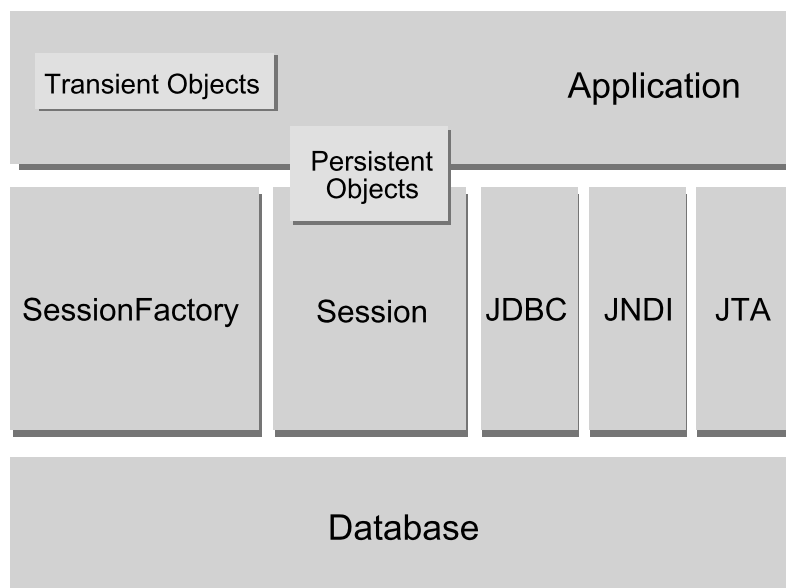 Transient Objects
Application
Persistent
Objects
SessionFactory
Session
JDBC
JNDI
JTA
Database